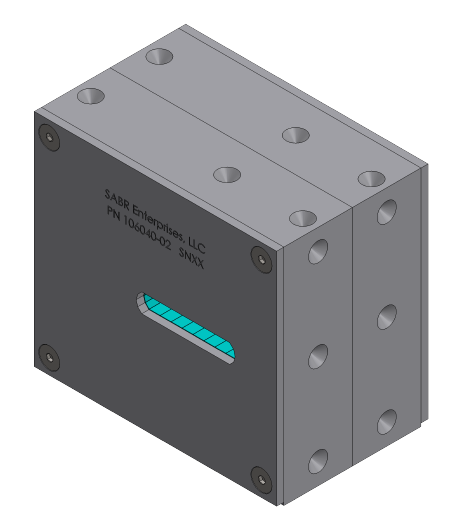 SABR Enterprises, LLC
PN 106040-02 SNXX